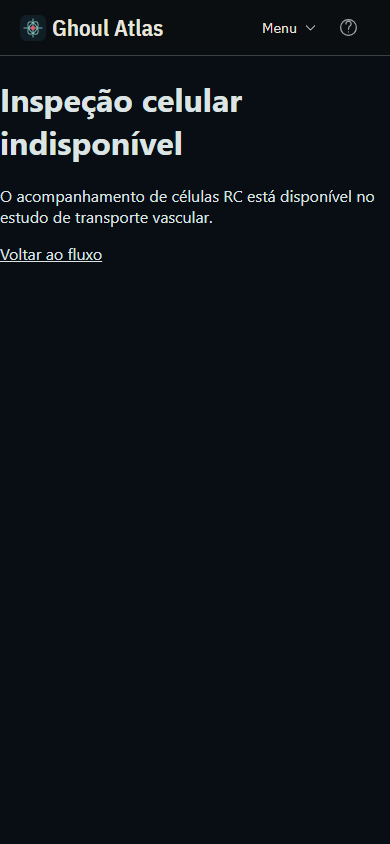 Ghoul Atlas
Menu
Inspeção celular
indisponível
O acompanhamento de células RC está disponível no
estudo de transporte vascular.
Voltar ao fluxo